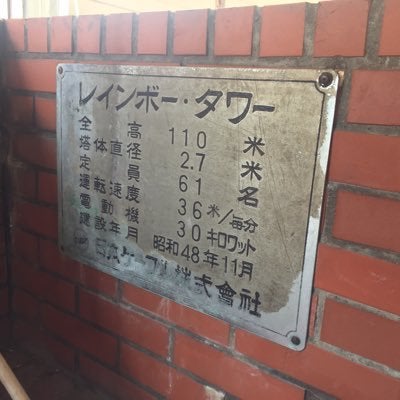 レインボー・タワー
全高 110 米
塔体直径 2.7 米
定員 61 名
運転速度 36 米/毎分
電動機 30 キロワット
建設年月 昭和48年11月
日本ケーブル株式會社